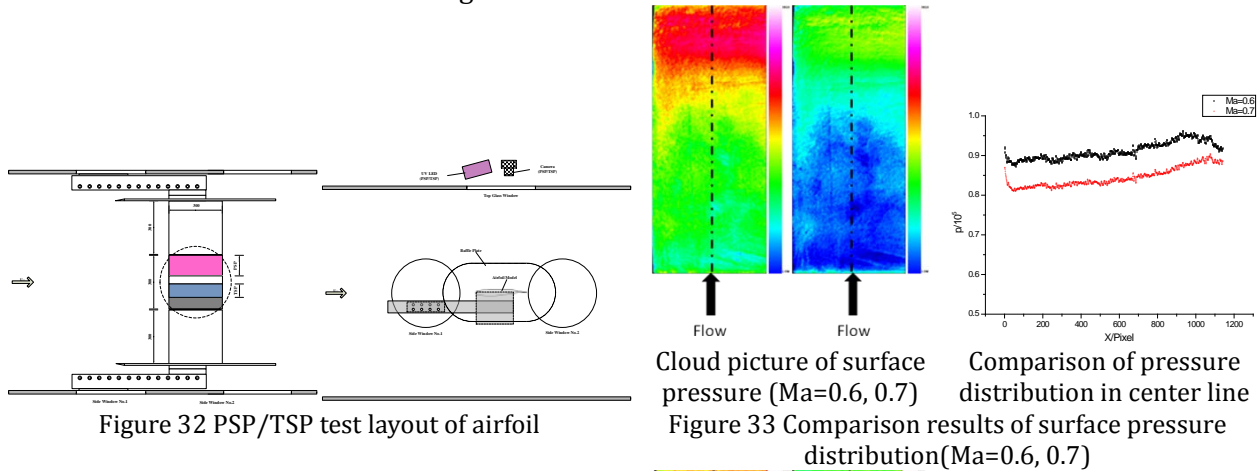 UV LED
(PSP/TSP)
Camera
(PSP/TSP)
Top Glass Window
300
PSP
TSP
Side Window No.1
Side Window No.2
Baffle Plate
Airfoil Model
Side Window No.1
Side Window No.2
Figure 32 PSP/TSP test layout of airfoil
Flow
Flow
Cloud picture of surface
pressure (Ma=0.6, 0.7)
Ma=0.6
Ma=0.7
1.0
0.9
0.8
0.7
0.6
0.5
p/10⁵
0
200
400
600
800
1000
1200
X/Pixel
Comparison of pressure
distribution in center line
Figure 33 Comparison results of surface pressure
distribution(Ma=0.6, 0.7)